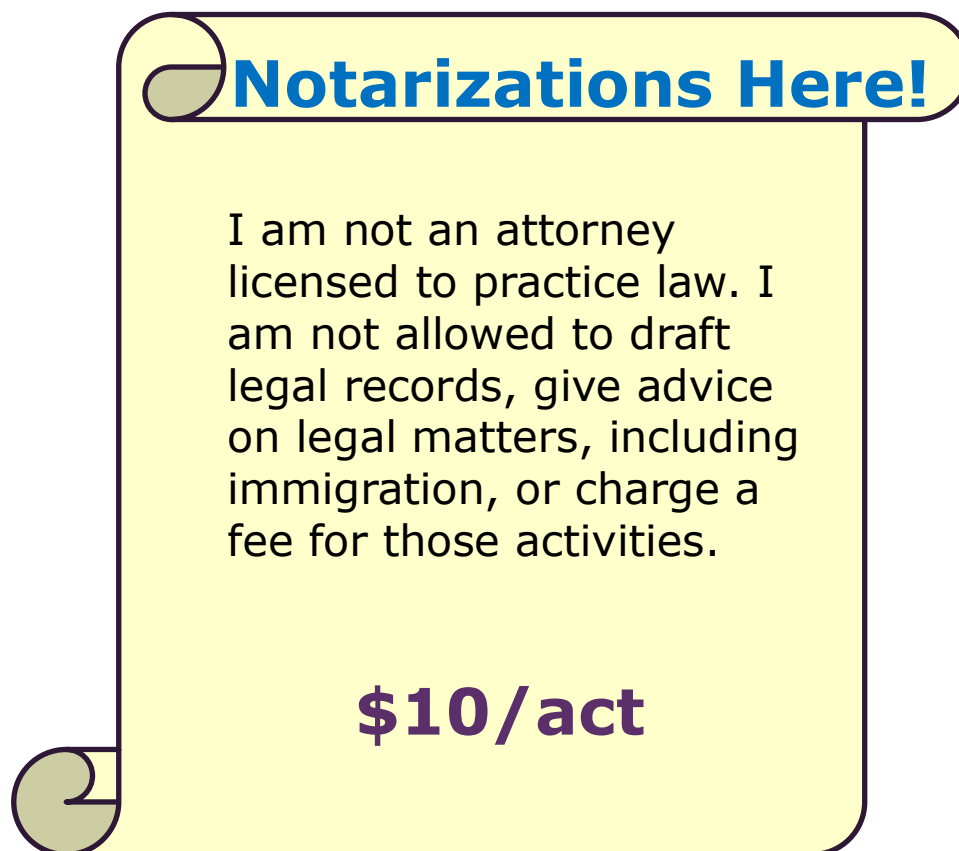 Notarizations Here!
I am not an attorney
licensed to practice law. I
am not allowed to draft
legal records, give advice
on legal matters, including
immigration, or charge a
fee for those activities.
$10/act